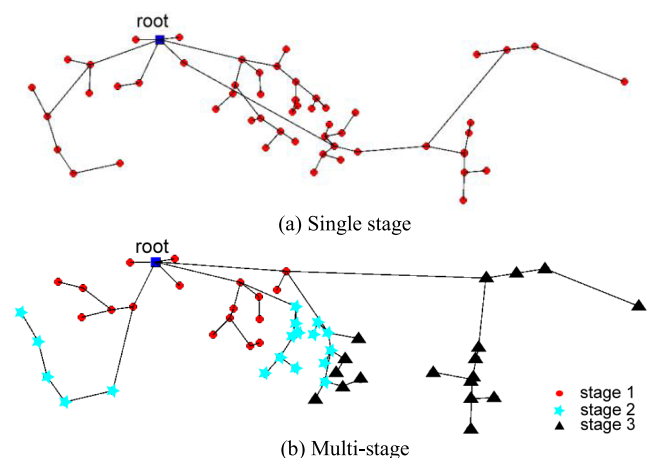 root
(a) Single stage
root
stage 1
stage 2
stage 3
(b) Multi-stage